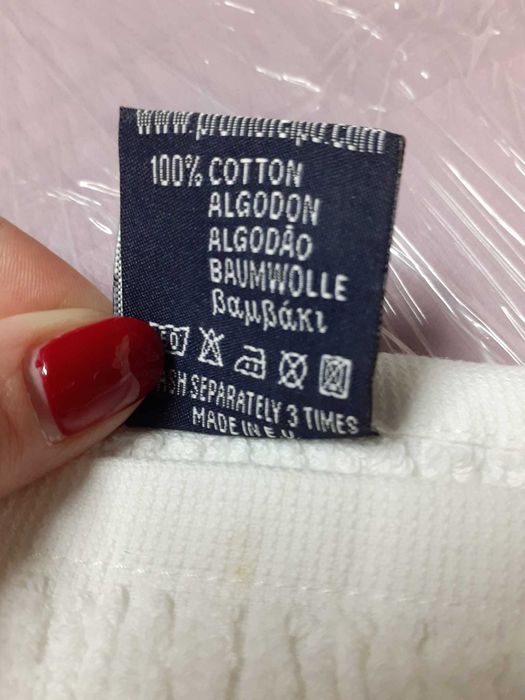 100% COTTON
ALGODON
ALGODÃO
BAUMWOLLE
βαμβάκι
SEPARATELY 3 TIMES
MADE IN E.U.